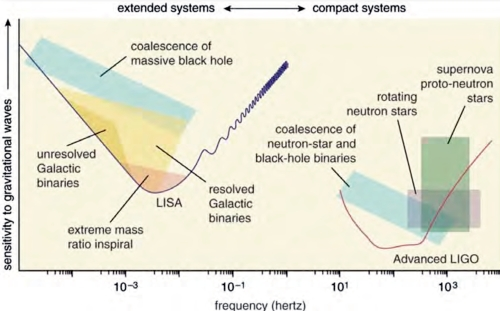 extended systems
compact systems
sensitivity to gravitational waves
coalescence of
massive black hole
unresolved
Galactic
binaries
extreme mass
ratio inspiral
LISA
resolved
Galactic
binaries
coalescence of
neutron-star and
black-hole binaries
rotating
neutron stars
supernova
proto-neutron
stars
Advanced LIGO
10⁻³
10⁻¹
10¹
10³
frequency (hertz)